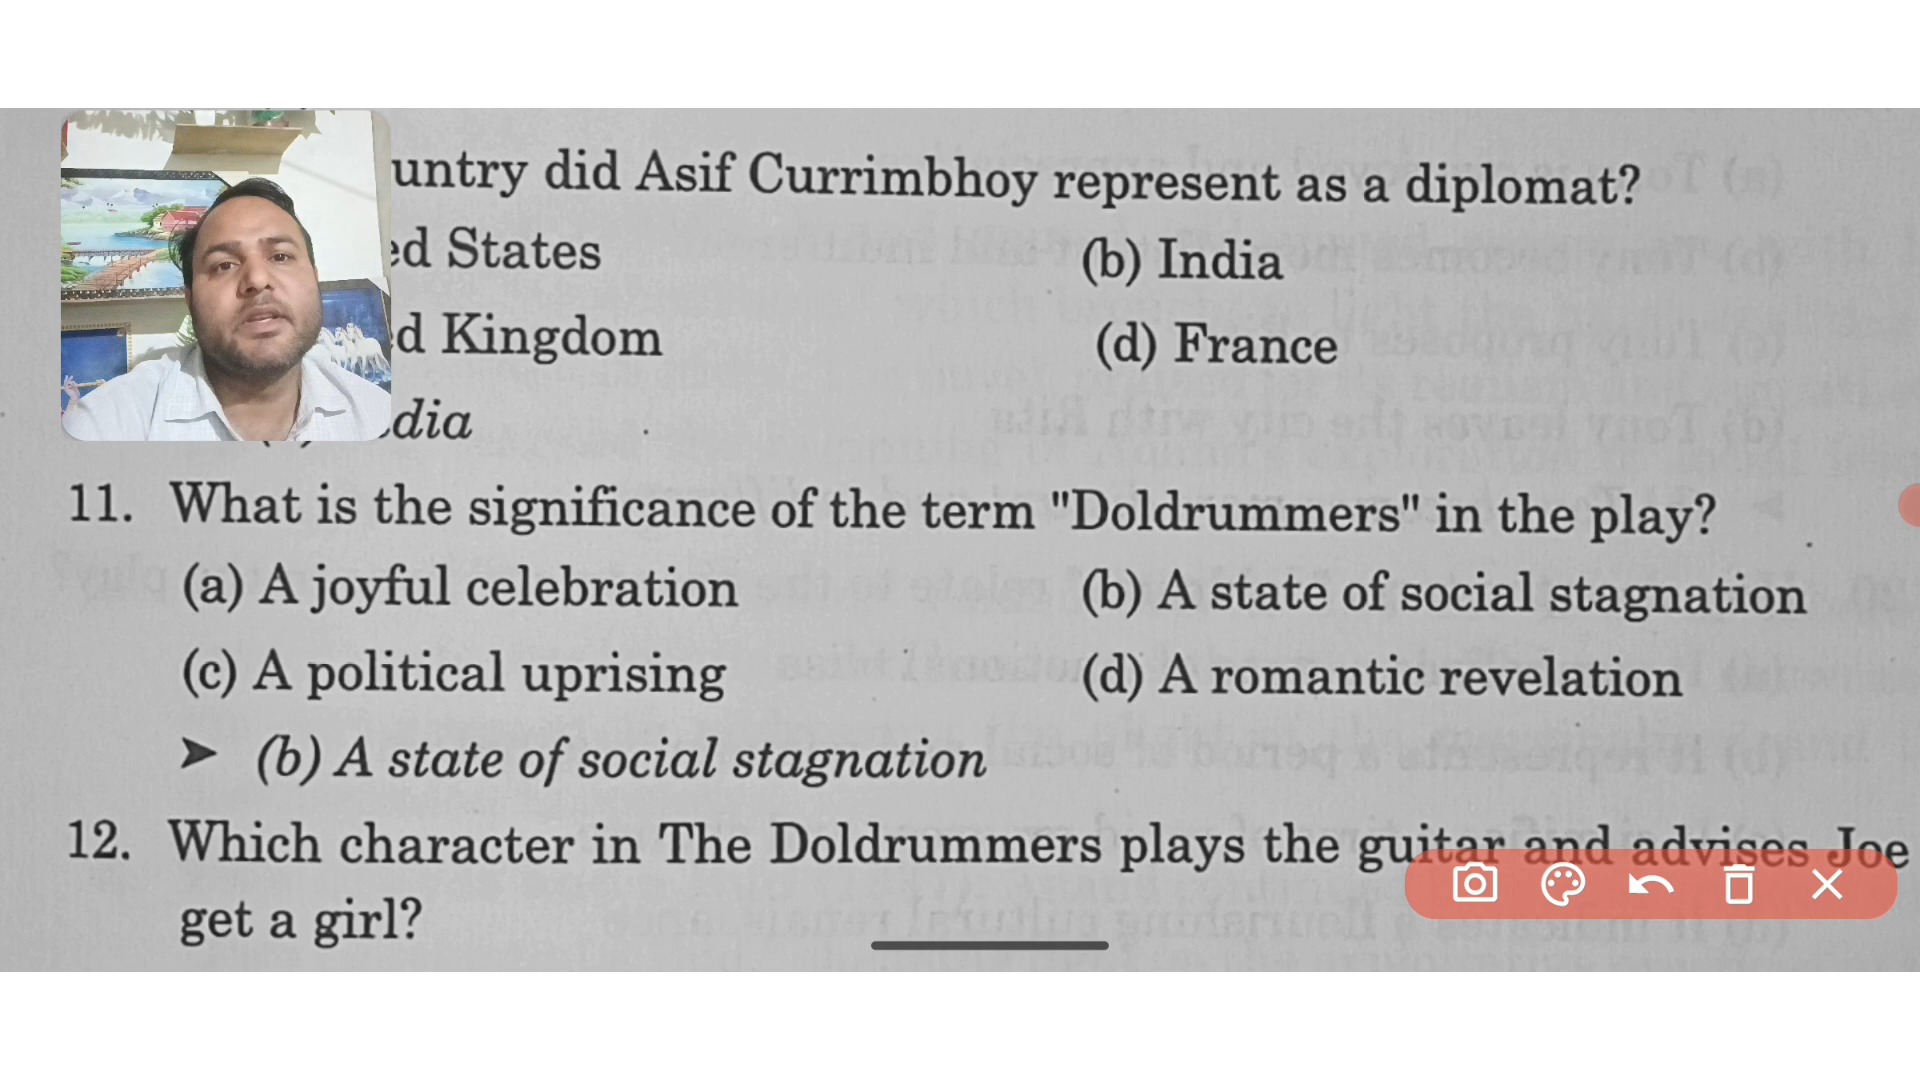 untry did Asif Currimbhoy represent as a diplomat?
ed States (b) India
d Kingdom (d) France
dia
11. What is the significance of the term "Doldrummers" in the play?
(a) A joyful celebration (b) A state of social stagnation
(c) A political uprising (d) A romantic revelation
➤ (b) A state of social stagnation
12. Which character in The Doldrummers plays the guitar and advises Joe
get a girl?